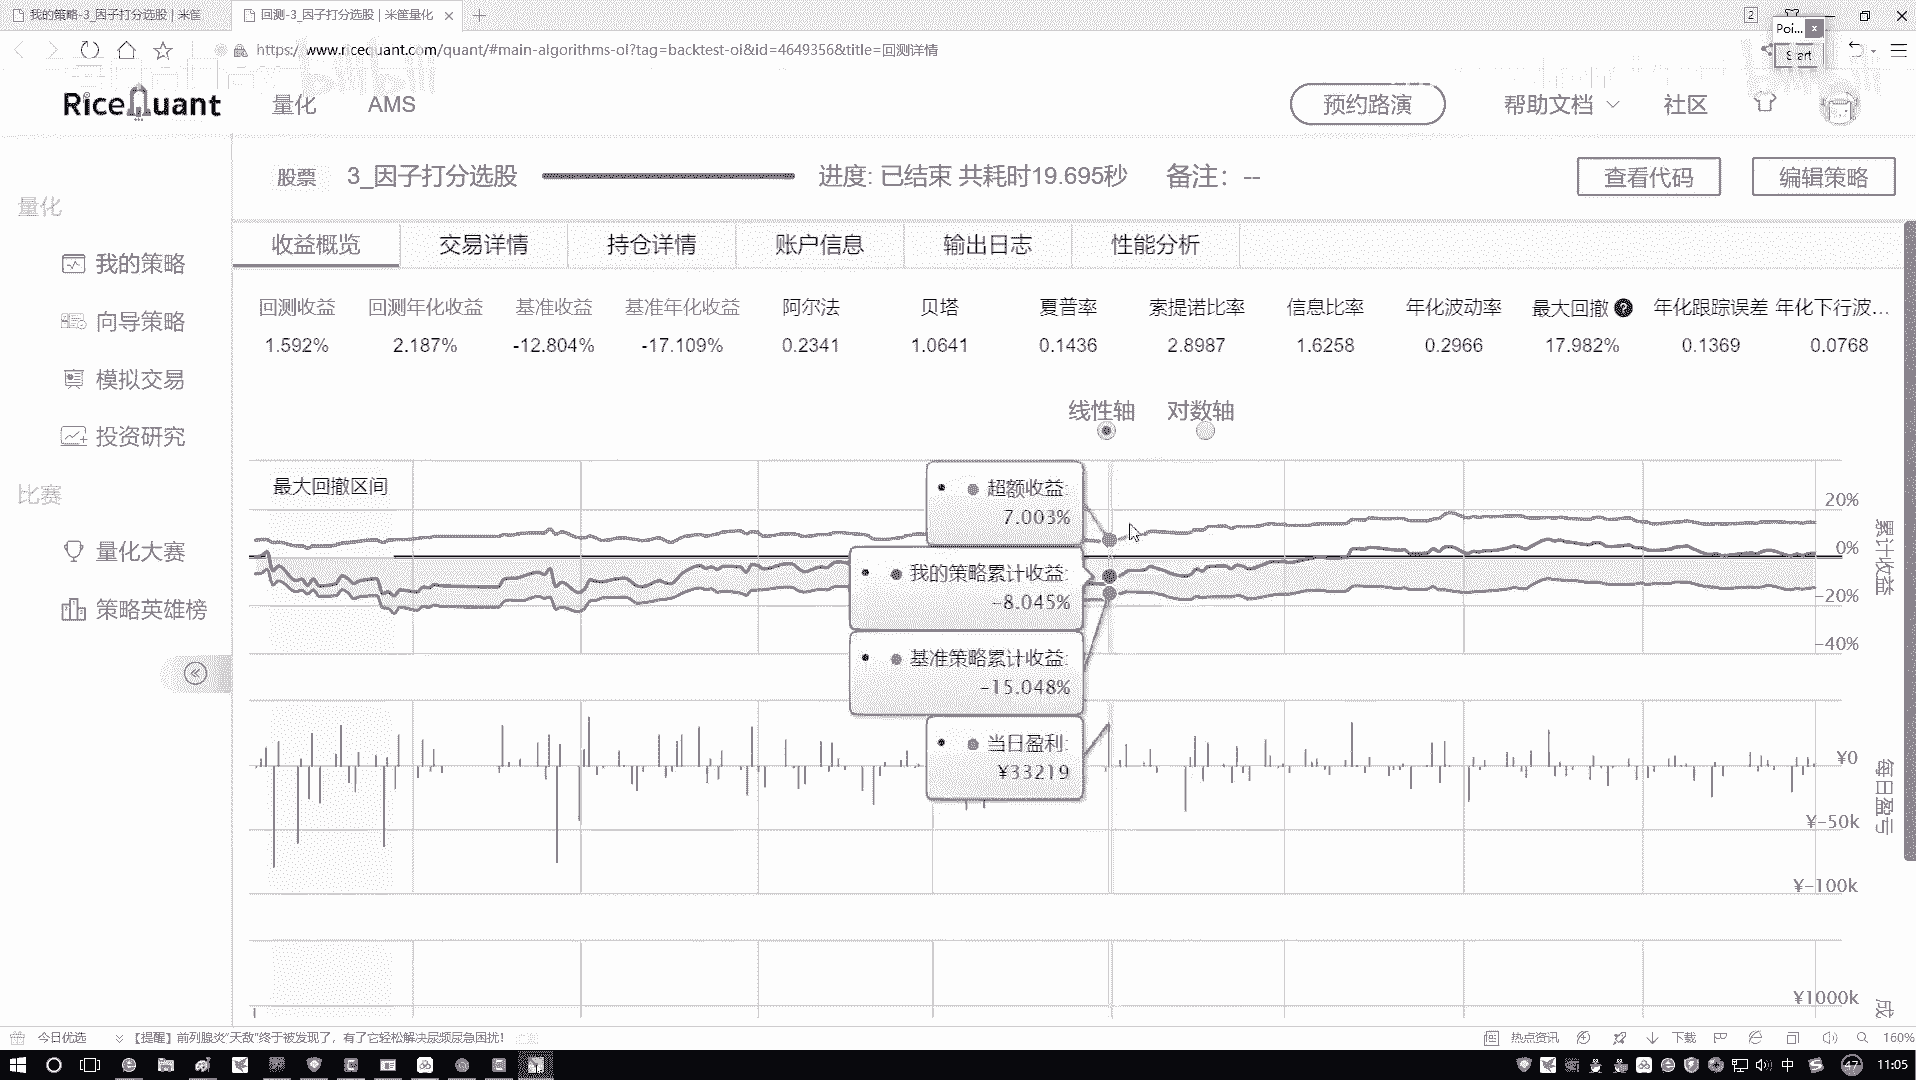 我的策略-3_因子打分选股｜米筐
回测-3_因子打分选股｜米筐量化
2
Poi...
Start
https://www.ricequant.com/quant/#main-algorithms-ol?tag=backtest-ol&id=4649356&title=回测详情
RiceQuant
量化
AMS
预约路演
帮助文档
社区
股票
3_因子打分选股
进度: 已结束 共耗时19.695秒
备注： --
查看代码
编辑策略
量化
我的策略
向导策略
模拟交易
投资研究
比赛
量化大赛
策略英雄榜
收益概览
交易详情
持仓详情
账户信息
输出日志
性能分析
回测收益 回测年化收益 基准收益 基准年化收益 阿尔法 贝塔 夏普率 索提诺比率 信息比率 年化波动率 最大回撤 年化跟踪误差 年化下行波...
1.592% 2.187% -12.804% -17.109% 0.2341 1.0641 0.1436 2.8987 1.6258 0.2966 17.982% 0.1369 0.0768
线性轴 对数轴
最大回撤区间
超额收益:
7.003%
我的策略累计收益:
-8.045%
基准策略累计收益:
-15.048%
当日盈利:
¥33219
20%
0%
-20%
-40%
累计收益
¥0
¥-50k
¥-100k
每日盈亏
¥1000k
成
今日优选
【提醒】前列腺炎“天敌”终于被发现了，有了它轻松解决尿频尿急困扰！
热点资讯
下载
160%
中
47
11:05